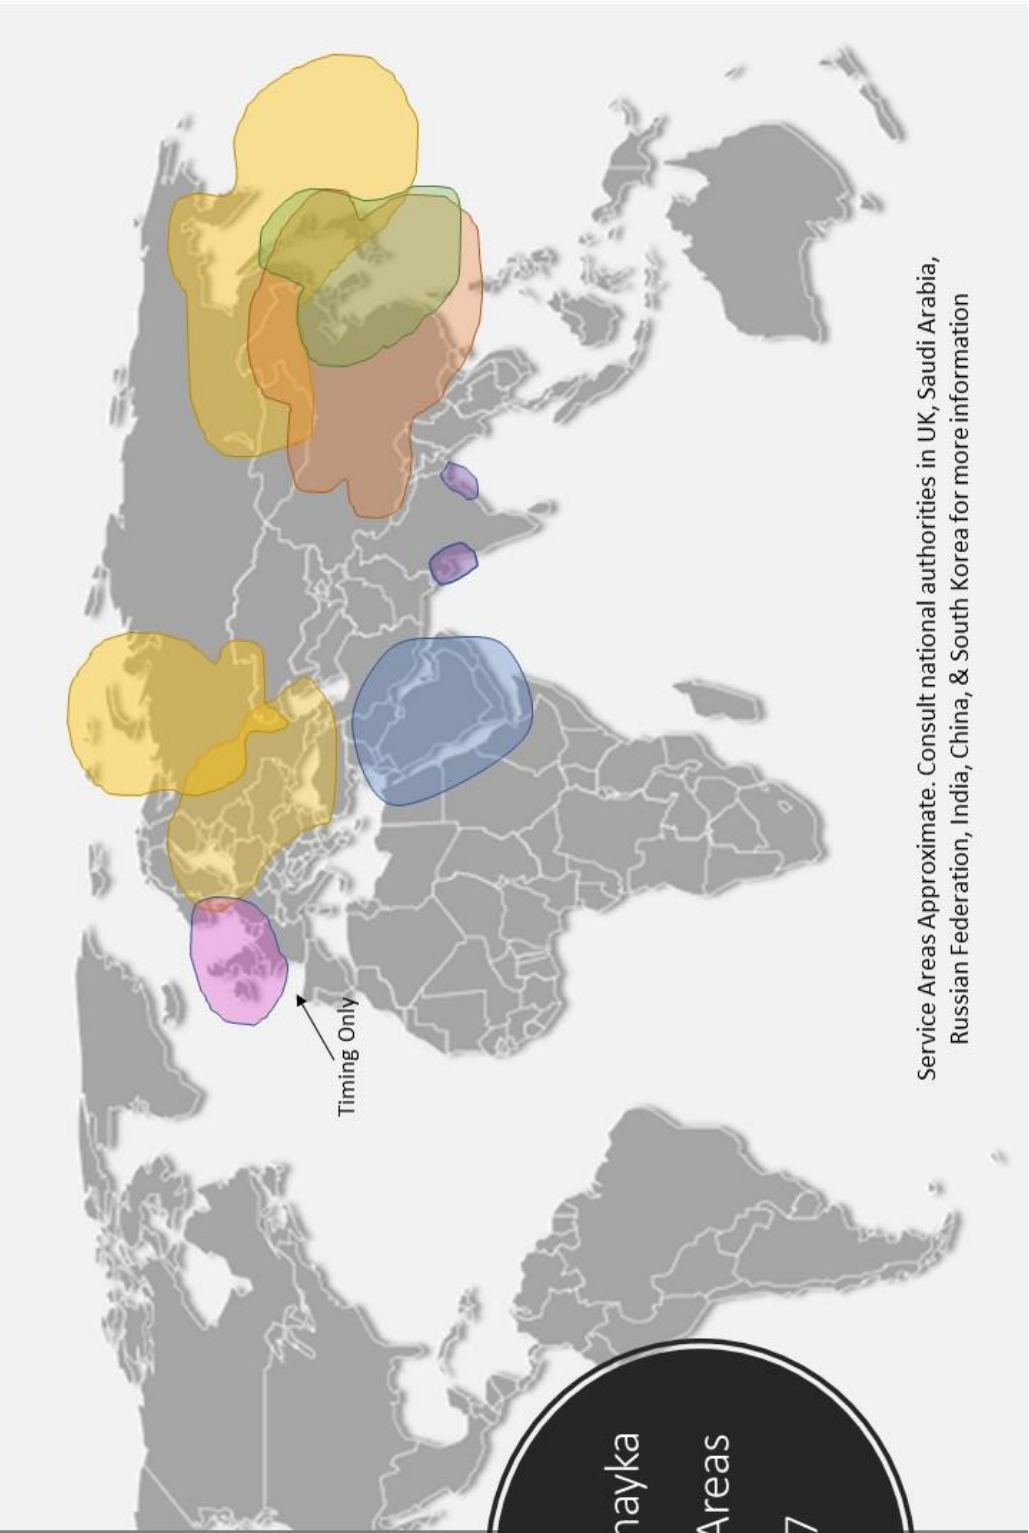 Timing Only
Service Areas Approximate. Consult national authorities in UK, Saudi Arabia,
Russian Federation, India, China, & South Korea for more information
nayka
Areas
7